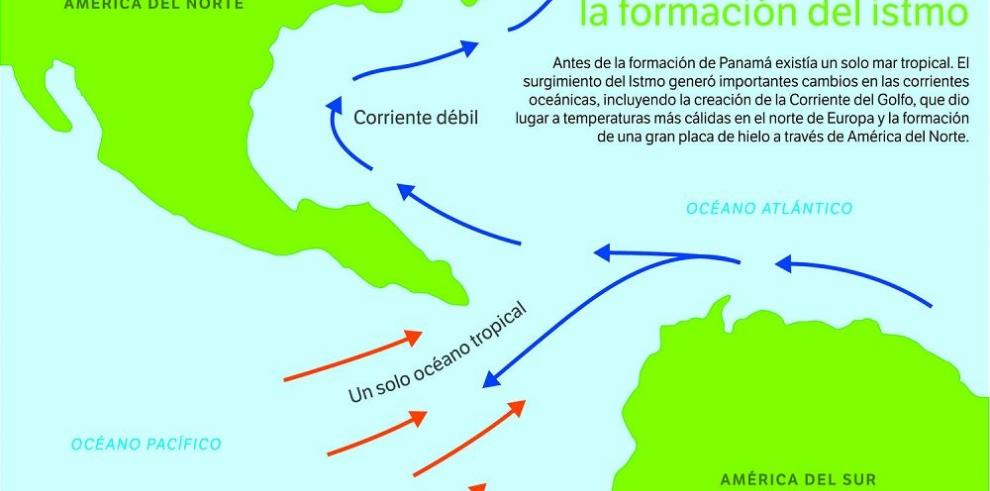 AMÉRICA DEL NORTE
la formación del istmo
Antes de la formación de Panamá existía un solo mar tropical. El
surgimiento del Istmo generó importantes cambios en las corrientes
oceánicas, incluyendo la creación de la Corriente del Golfo, que dio
lugar a temperaturas más cálidas en el norte de Europa y la formación
de una gran placa de hielo a través de América del Norte.
Corriente débil
OCÉANO ATLÁNTICO
Un solo océano tropical
OCÉANO PACÍFICO
AMÉRICA DEL SUR